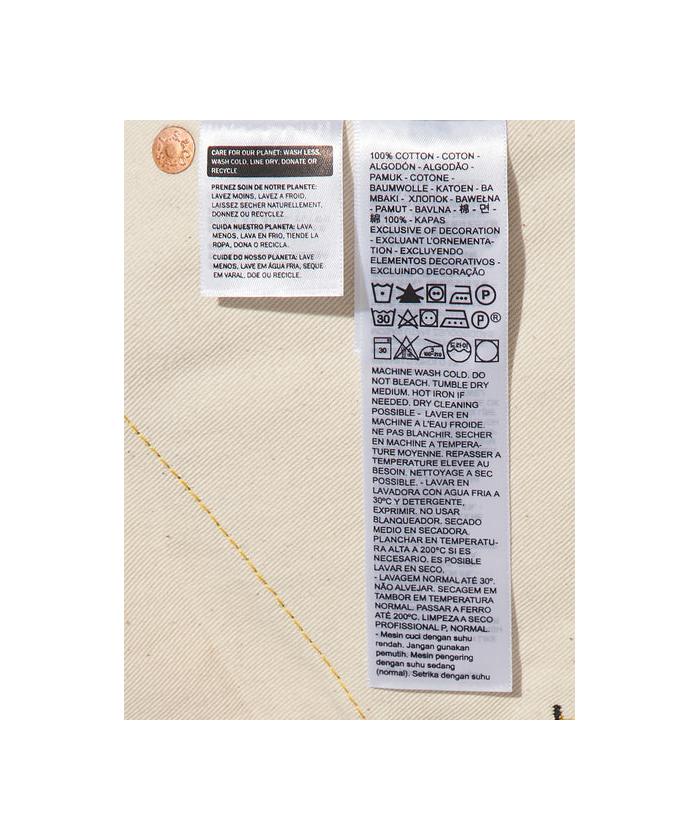 CARE FOR OUR PLANET: WASH LESS,
WASH COLD, LINE DRY, DONATE OR
RECYCLE
PRENEZ SOIN DE NOTRE PLANETE:
LAVEZ MOINS, LAVEZ A FROID,
LAISSEZ SECHER NATURELLEMENT,
DONNEZ OU RECYCLEZ
CUIDA NUESTRO PLANETA: LAVA
MENOS, LAVA EN FRIO, TIENDE LA
ROPA, DONA O RECICLA.
CUIDE DO NOSSO PLANETA: LAVE
MENOS, LAVE EM ÁGUA FRIA, SEQUE
EM VARAL, DOE OU RECICLE.
100% COTTON - COTON -
ALGODÓN - ALGODÃO -
PAMUK - COTONE -
BAUMWOLLE - KATOEN - BA
MBAKI - ХЛОПОК - BAWEŁNA
- PAMUT - BAVLNA - 棉 - 면 -
綿 100% - KAPAS
EXCLUSIVE OF DECORATION
- EXCLUANT L'ORNEMENTA-
TION - EXCLUYENDO
ELEMENTOS DECORATIVOS -
EXCLUINDO DECORAÇÃO
P
30 P ®
30 드라이
MACHINE WASH COLD. DO
NOT BLEACH. TUMBLE DRY
MEDIUM. HOT IRON IF
NEEDED. DRY CLEANING
POSSIBLE - LAVER EN
MACHINE A L'EAU FROIDE.
NE PAS BLANCHIR. SECHER
EN MACHINE A TEMPERA-
TURE MOYENNE. REPASSER A
TEMPERATURE ELEVEE AU
BESOIN. NETTOYAGE A SEC
POSSIBLE. - LAVAR EN
LAVADORA CON AGUA FRIA A
30ºC Y DETERGENTE,
EXPRIMIR. NO USAR
BLANQUEADOR. SECADO
MEDIO EN SECADORA.
PLANCHAR EN TEMPERATU-
RA ALTA A 200ºC SI ES
NECESARIO. ES POSIBLE
LAVAR EN SECO.
- LAVAGEM NORMAL ATÉ 30º.
NÃO ALVEJAR. SECAGEM EM
TAMBOR EM TEMPERATURA
NORMAL. PASSAR A FERRO
ATÉ 200ºC. LIMPEZA A SECO
PROFISSIONAL P, NORMAL.
- Mesin cuci dengan suhu
rendah. Jangan gunakan
pemutih. Mesin pengering
dengan suhu sedang
(normal). Setrika dengan suhu